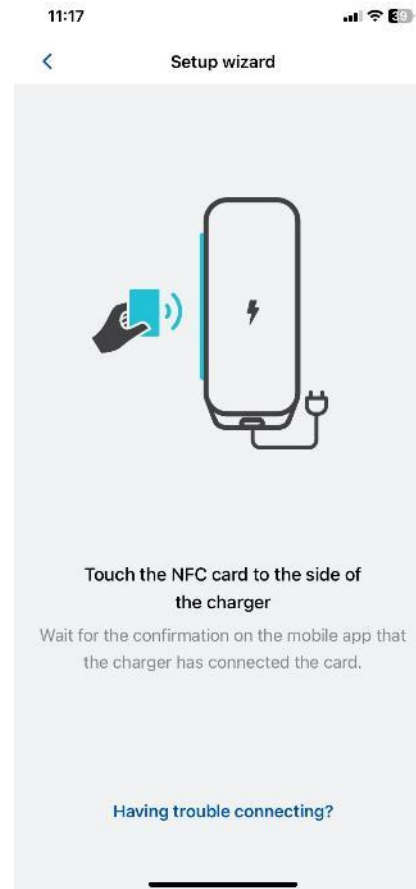 11:17
39
Setup wizard
Touch the NFC card to the side of
the charger
Wait for the confirmation on the mobile app that
the charger has connected the card.
Having trouble connecting?